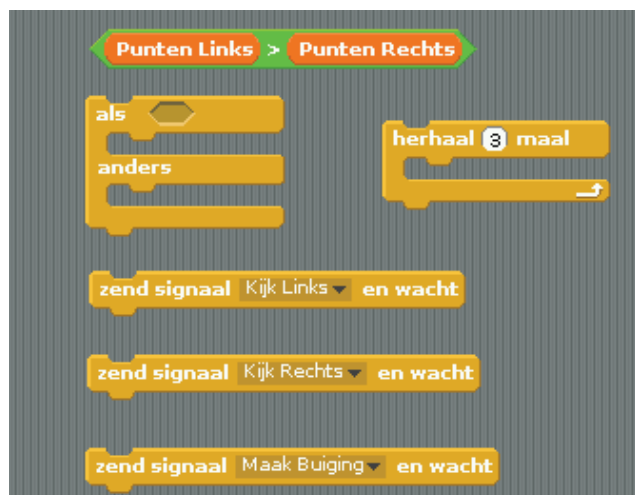 Punten Links > Punten Rechts
als
anders
herhaal 3 maal
zend signaal Kijk Links en wacht
zend signaal Kijk Rechts en wacht
zend signaal Maak Buiging en wacht